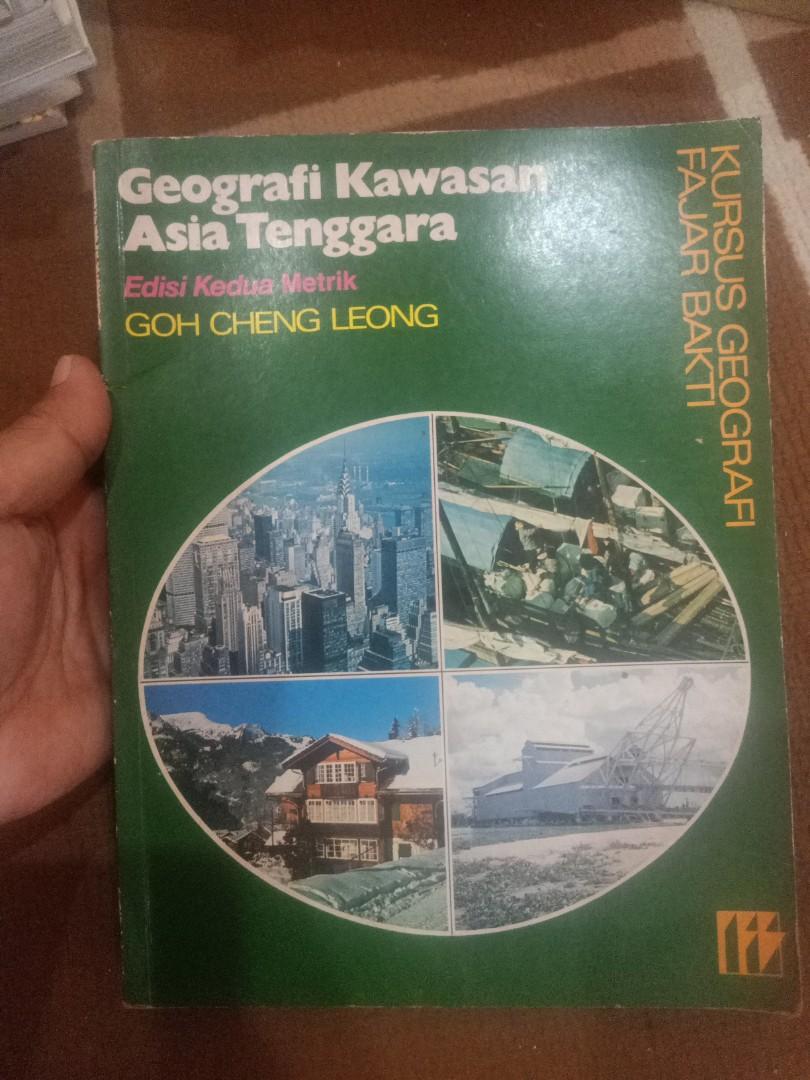 Geografi Kawasan
Asia Tenggara
Edisi Kedua Metrik
GOH CHENG LEONG
KURSUS GEOGRAFI
FAJAR BAKTI